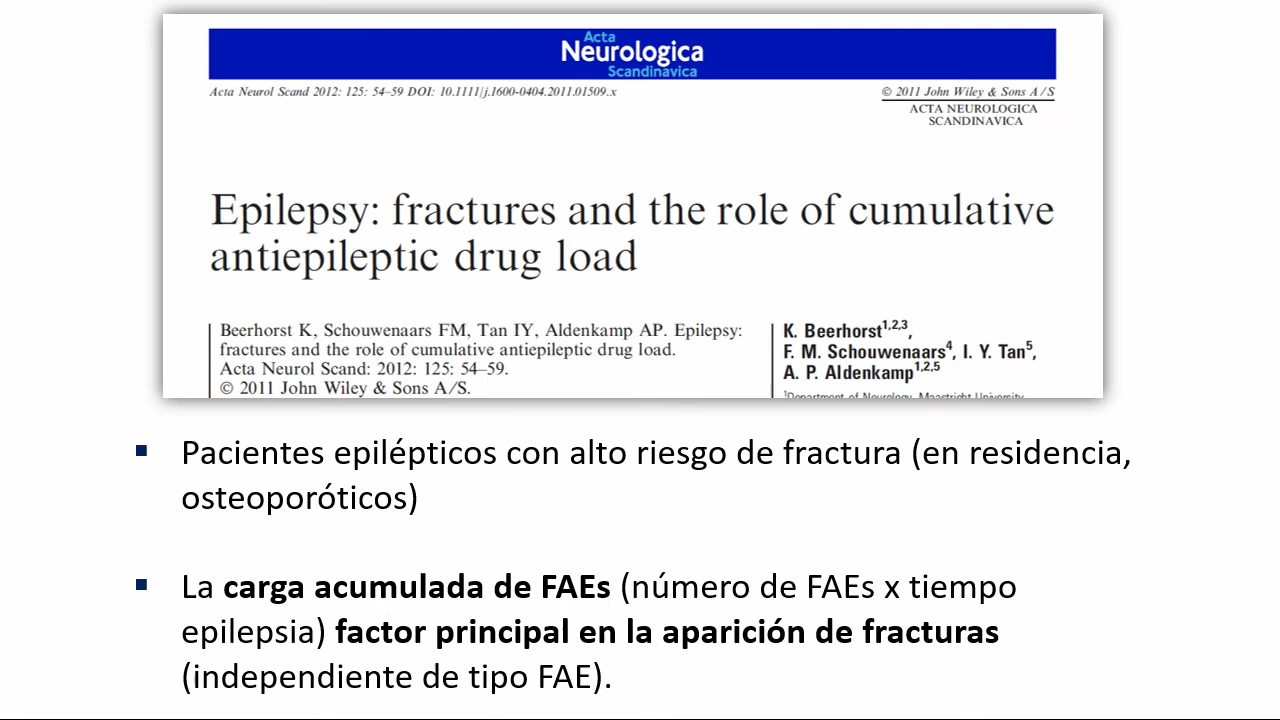 Acta
Neurologica
Scandinavica
Acta Neurol Scand 2012: 125: 54–59 DOI: 10.1111/j.1600-0404.2011.01509.x
© 2011 John Wiley & Sons A/S
ACTA NEUROLOGICA
SCANDINAVICA
Epilepsy: fractures and the role of cumulative
antiepileptic drug load
Beerhorst K, Schouwenaars FM, Tan IY, Aldenkamp AP. Epilepsy:
fractures and the role of cumulative antiepileptic drug load.
Acta Neurol Scand: 2012: 125: 54–59.
© 2011 John Wiley & Sons A/S.
K. Beerhorst1,2,3,
F. M. Schouwenaars4, I. Y. Tan5,
A. P. Aldenkamp1,2,5
1Department of Neurology, Maastricht University
▪ Pacientes epilépticos con alto riesgo de fractura (en residencia,
osteoporóticos)
▪ La carga acumulada de FAEs (número de FAEs x tiempo
epilepsia) factor principal en la aparición de fracturas
(independiente de tipo FAE).